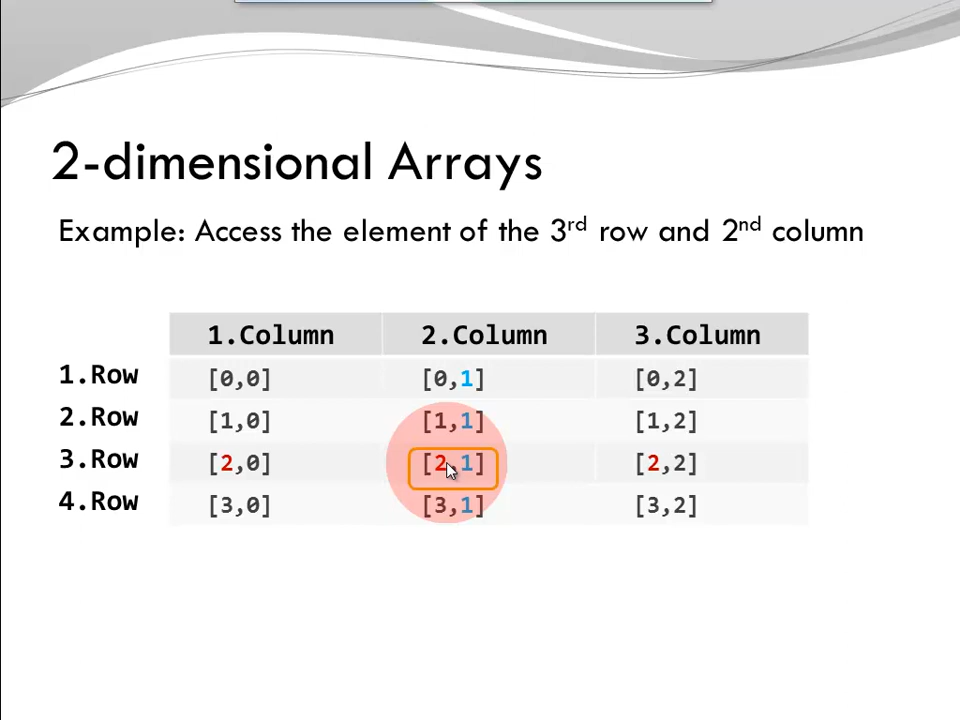 2-dimensional Arrays
Example: Access the element of the 3rd row and 2nd column
1.Column 2.Column 3.Column
1.Row [0,0] [0,1] [0,2]
2.Row [1,0] [1,1] [1,2]
3.Row [2,0] [2,1] [2,2]
4.Row [3,0] [3,1] [3,2]